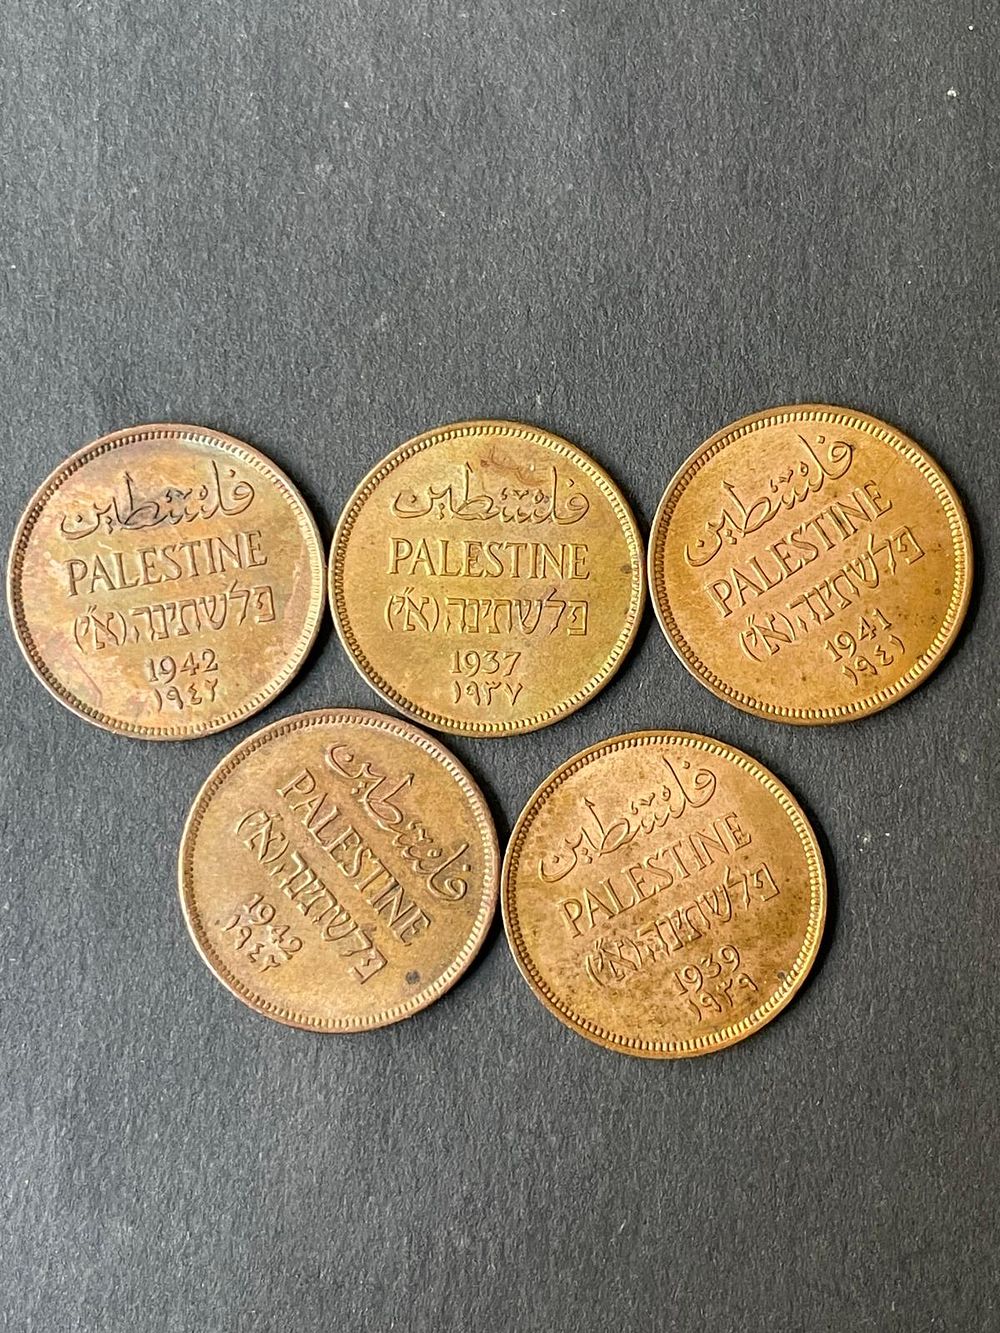 فلسطين
PALESTINE
פלשתינה (א״י)
1942
١٩٤٢
فلسطين
PALESTINE
פלשתינה (א״י)
1937
١٩٣٧
فلسطين
PALESTINE
פלשתינה (א״י)
1941
١٩٤١
فلسطين
PALESTINE
פלשתינה (א״י)
1942
١٩٤٢
فلسطين
PALESTINE
פלשתינה (א״י)
1939
١٩٣٩